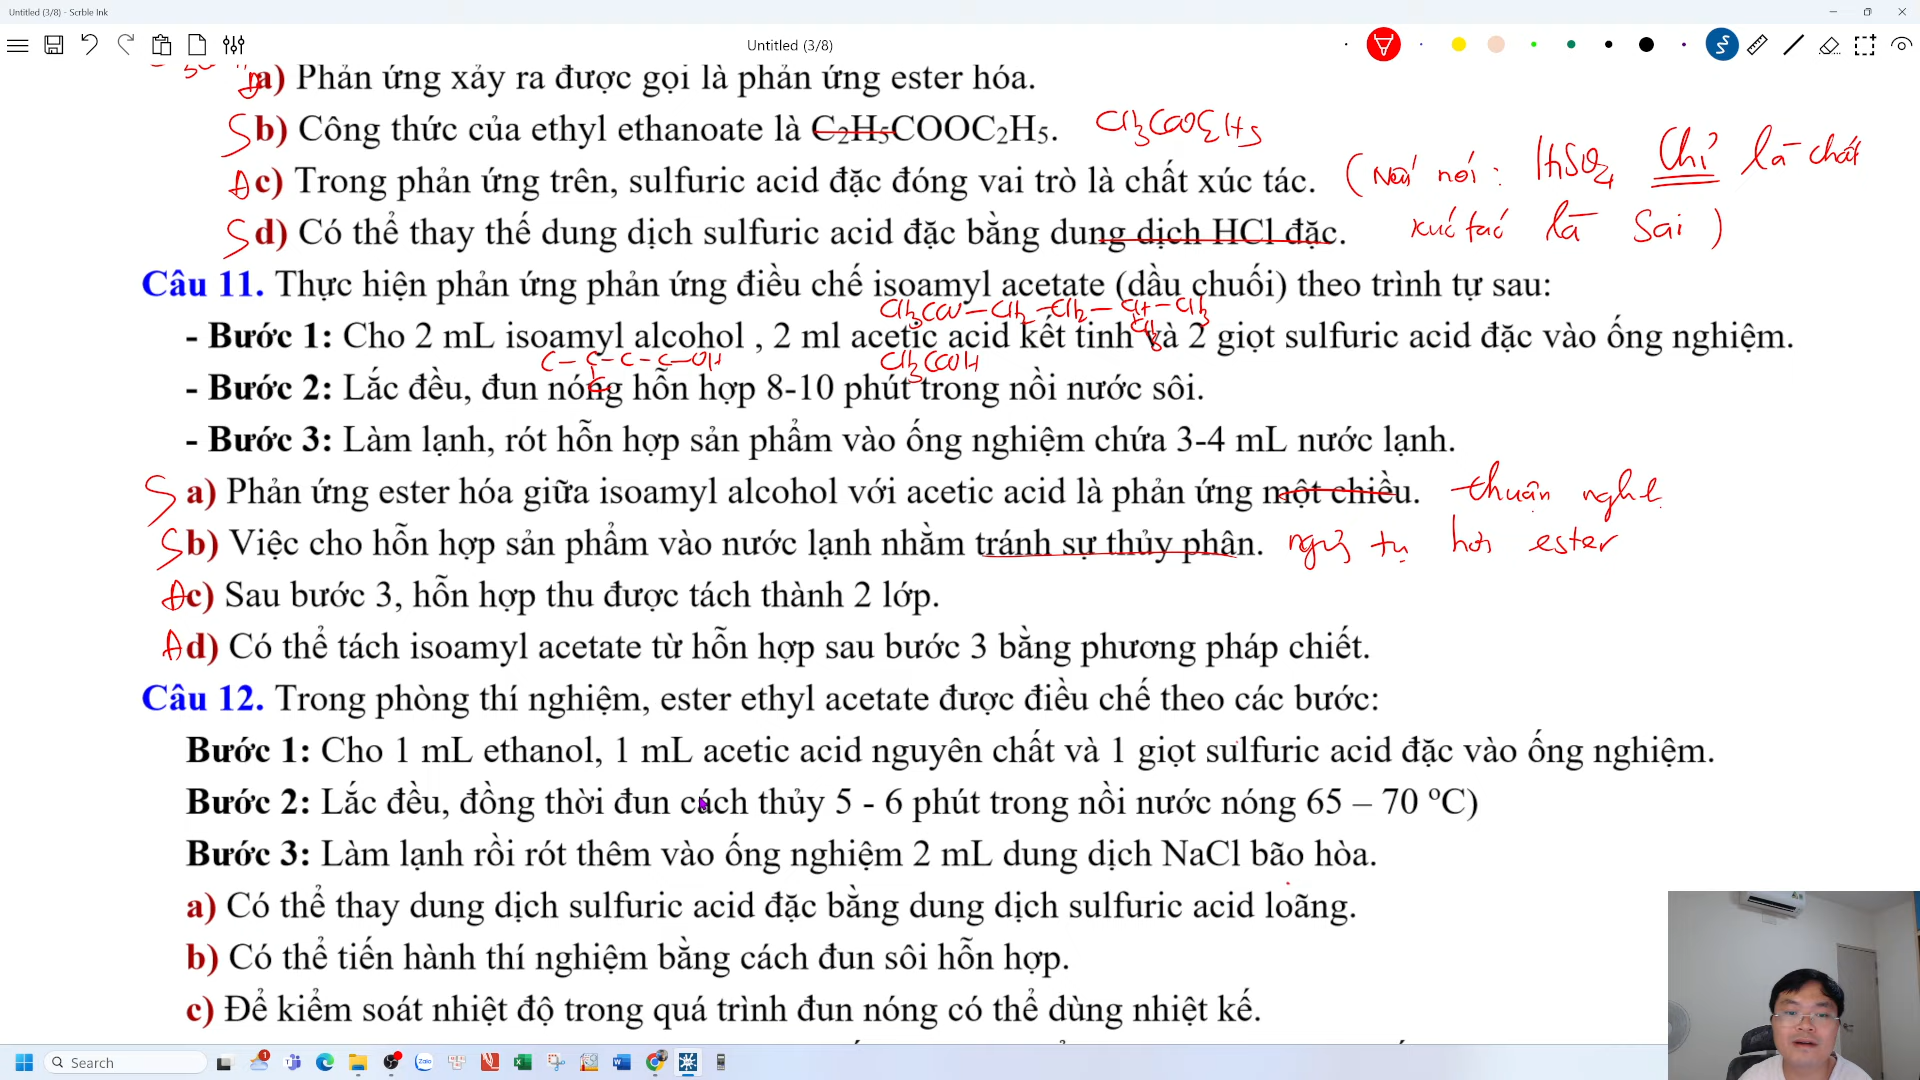 Untitled (3/8) - Scrble Ink
Untitled (3/8)
a) Phản ứng xảy ra được gọi là phản ứng ester hóa.
S b) Công thức của ethyl ethanoate là C₂H₅COOC₂H₅. CH₃COOC₂H₅
Đ c) Trong phản ứng trên, sulfuric acid đặc đóng vai trò là chất xúc tác. (Nếu nói: H₂SO₄ Chỉ là chất
S d) Có thể thay thế dung dịch sulfuric acid đặc bằng dung dịch HCl đặc. xúc tác là Sai)
Câu 11. Thực hiện phản ứng phản ứng điều chế isoamyl acetate (dầu chuối) theo trình tự sau:
- Bước 1: Cho 2 mL isoamyl alcohol , 2 ml acetic acid kết tinh và 2 giọt sulfuric acid đặc vào ống nghiệm.
C-C-C-C-OH CH₃COOH
- Bước 2: Lắc đều, đun nóng hỗn hợp 8-10 phút trong nồi nước sôi.
- Bước 3: Làm lạnh, rót hỗn hợp sản phẩm vào ống nghiệm chứa 3-4 mL nước lạnh.
S a) Phản ứng ester hóa giữa isoamyl alcohol với acetic acid là phản ứng một chiều. thuận
S b) Việc cho hỗn hợp sản phẩm vào nước lạnh nhằm tránh sự thủy phân. ngưng tụ hơi ester
Đ c) Sau bước 3, hỗn hợp thu được tách thành 2 lớp.
Đ d) Có thể tách isoamyl acetate từ hỗn hợp sau bước 3 bằng phương pháp chiết.
Câu 12. Trong phòng thí nghiệm, ester ethyl acetate được điều chế theo các bước:
Bước 1: Cho 1 mL ethanol, 1 mL acetic acid nguyên chất và 1 giọt sulfuric acid đặc vào ống nghiệm.
Bước 2: Lắc đều, đồng thời đun cách thủy 5 - 6 phút trong nồi nước nóng 65 – 70 ºC)
Bước 3: Làm lạnh rồi rót thêm vào ống nghiệm 2 mL dung dịch NaCl bão hòa.
a) Có thể thay dung dịch sulfuric acid đặc bằng dung dịch sulfuric acid loãng.
b) Có thể tiến hành thí nghiệm bằng cách đun sôi hỗn hợp.
c) Để kiểm soát nhiệt độ trong quá trình đun nóng có thể dùng nhiệt kế.
Search